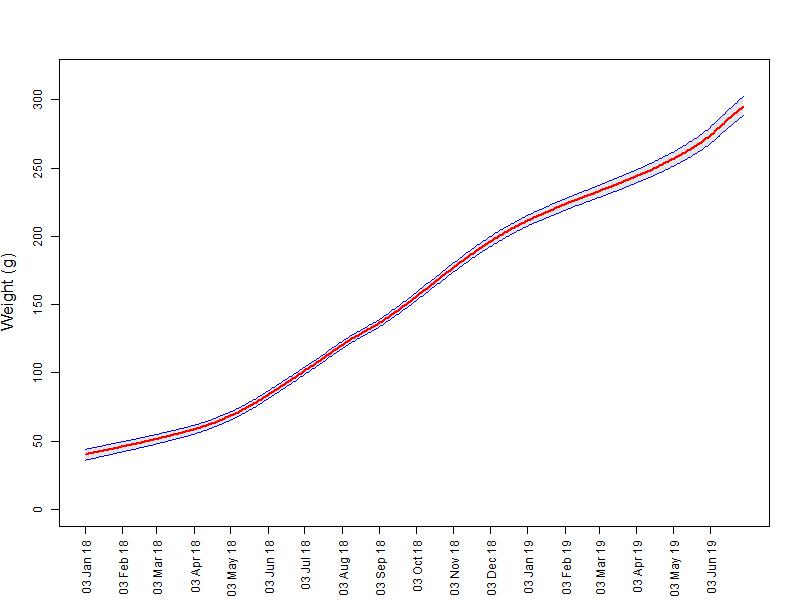 Weight (g)
300
250
200
150
100
50
0
03 Jan 18
03 Feb 18
03 Mar 18
03 Apr 18
03 May 18
03 Jun 18
03 Jul 18
03 Aug 18
03 Sep 18
03 Oct 18
03 Nov 18
03 Dec 18
03 Jan 19
03 Feb 19
03 Mar 19
03 Apr 19
03 May 19
03 Jun 19